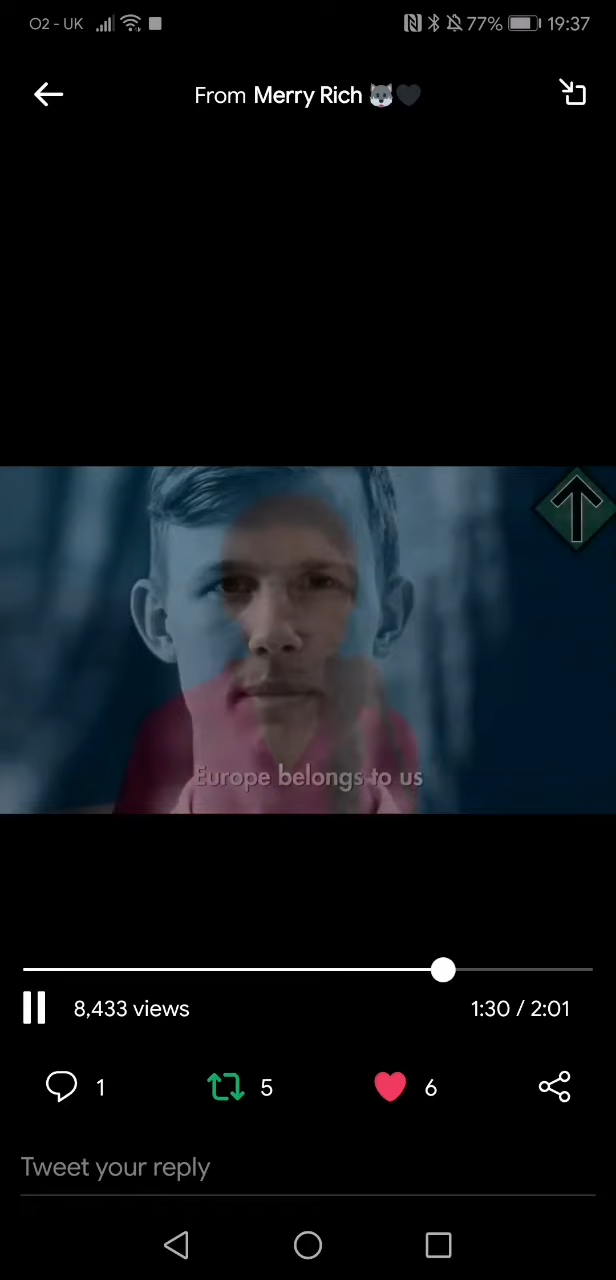 O2 - UK 77% 19:37
From Merry Rich 🐺🖤
Europe belongs to us
8,433 views 1:30 / 2:01
1 5 6
Tweet your reply